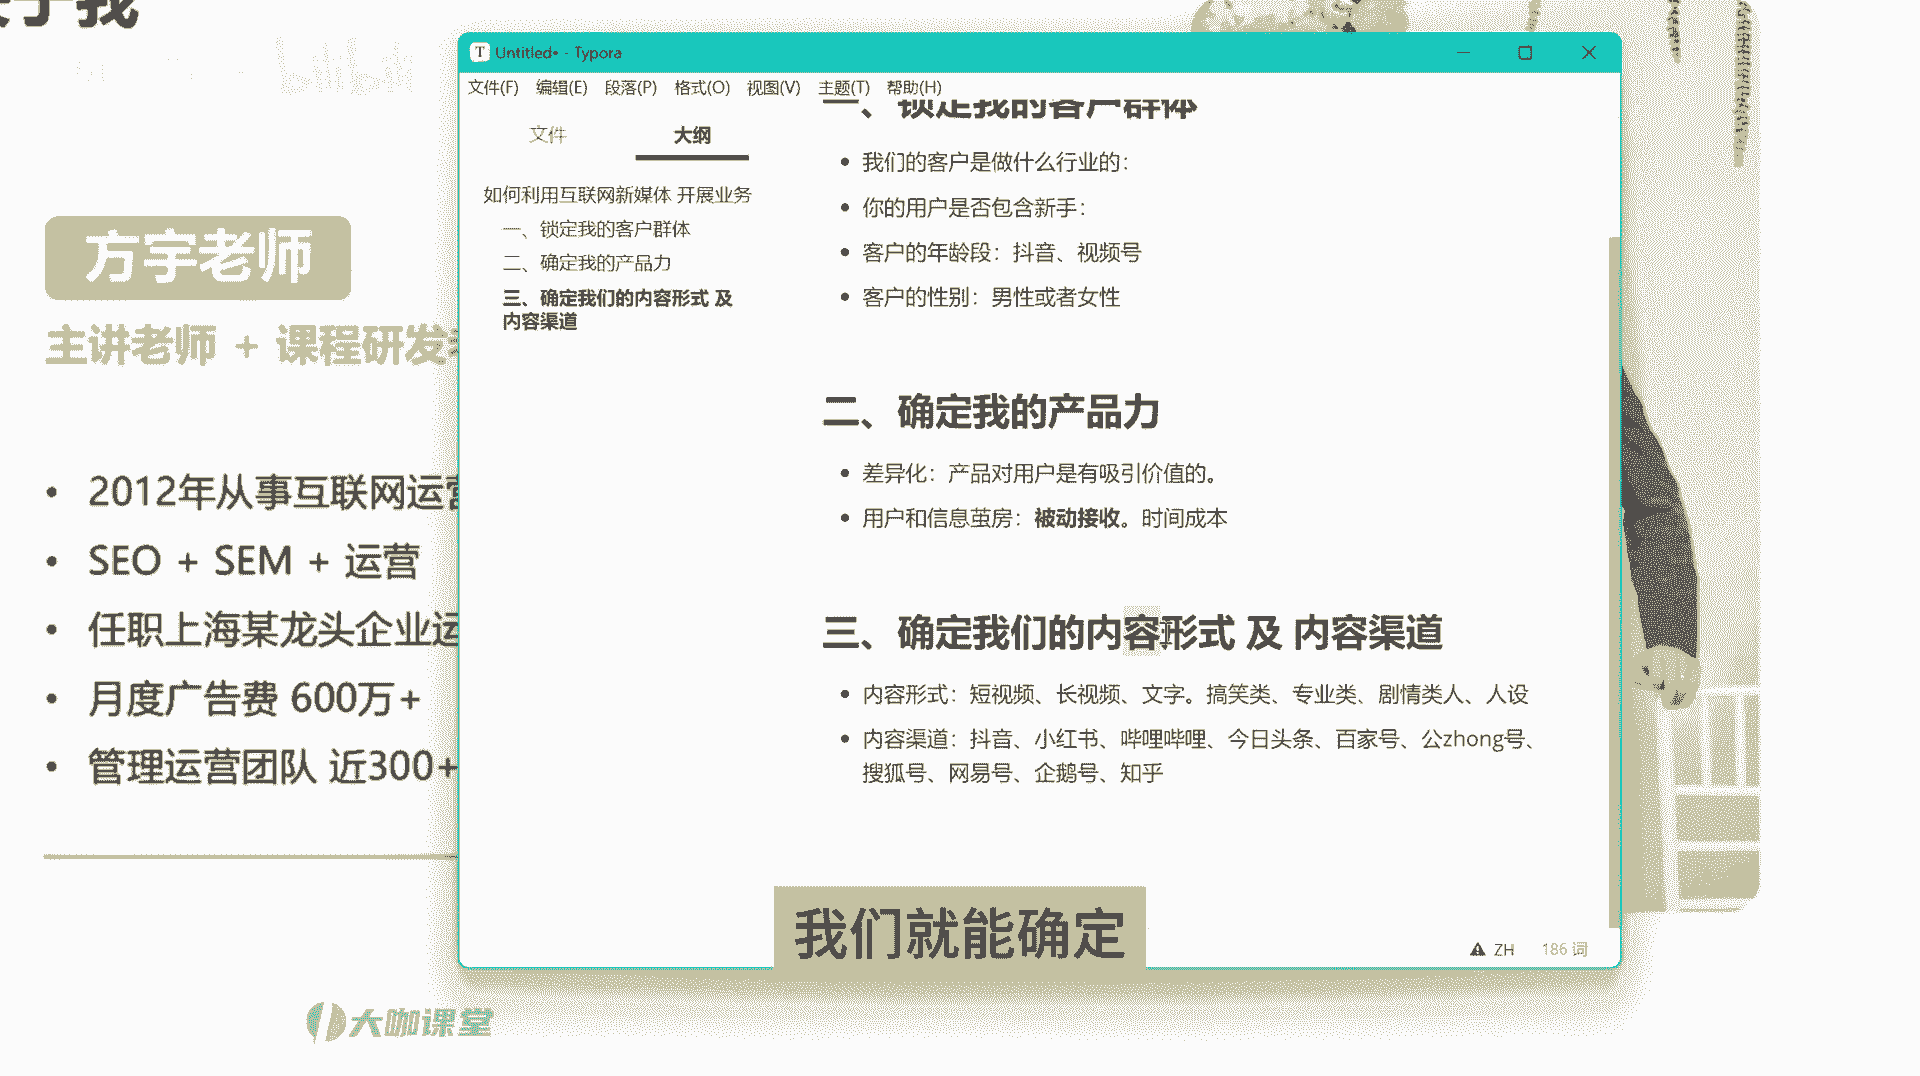 关于我
bilibili
Untitled• - Typora
文件(F) 编辑(E) 段落(P) 格式(O) 视图(V) 主题(T) 帮助(H)
文件 大纲
如何利用互联网新媒体 开展业务
一、锁定我的客户群体
二、确定我的产品力
三、确定我们的内容形式 及
内容渠道
一、锁定我的客户群体
• 我们的客户是做什么行业的：
• 你的用户是否包含新手：
• 客户的年龄段：抖音、视频号
• 客户的性别：男性或者女性
二、确定我的产品力
• 差异化：产品对用户是有吸引价值的。
• 用户和信息茧房：被动接收。时间成本
三、确定我们的内容形式 及 内容渠道
• 内容形式：短视频、长视频、文字。搞笑类、专业类、剧情类人、人设
• 内容渠道：抖音、小红书、哔哩哔哩、今日头条、百家号、公zhong号、
搜狐号、网易号、企鹅号、知乎
ZH 186 词
方宇老师
主讲老师 + 课程研发
• 2012年从事互联网运营
• SEO + SEM + 运营
• 任职上海某龙头企业运
• 月度广告费 600万+
• 管理运营团队 近300+
我们就能确定
大咖课堂